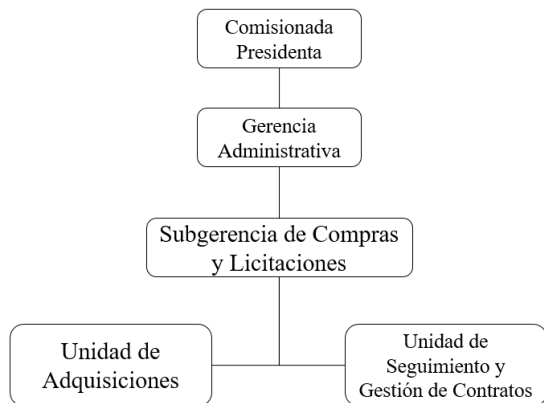 Comisionada
Presidenta
Gerencia
Administrativa
Subgerencia de Compras
y Licitaciones
Unidad de
Adquisiciones
Unidad de
Seguimiento y
Gestión de Contratos